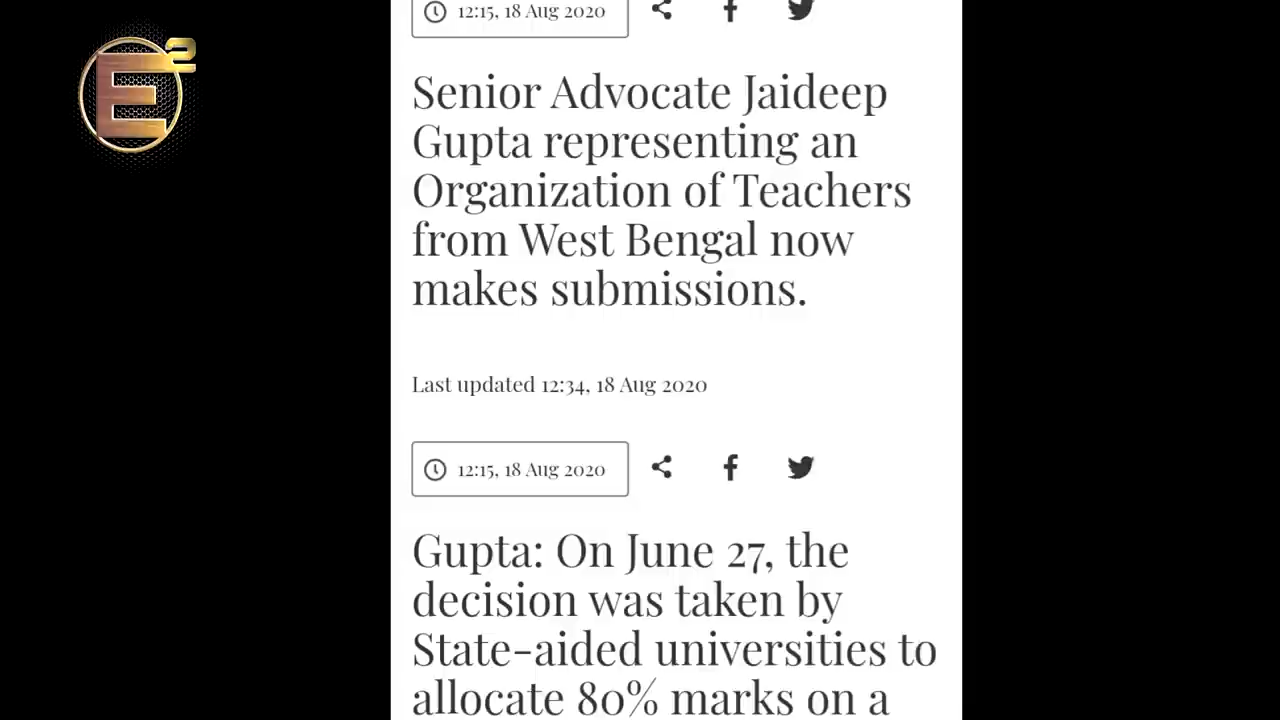 E2
12:15, 18 Aug 2020
Senior Advocate Jaideep
Gupta representing an
Organization of Teachers
from West Bengal now
makes submissions.
Last updated 12:34, 18 Aug 2020
12:15, 18 Aug 2020
Gupta: On June 27, the
decision was taken by
State-aided universities to
allocate 80% marks on a